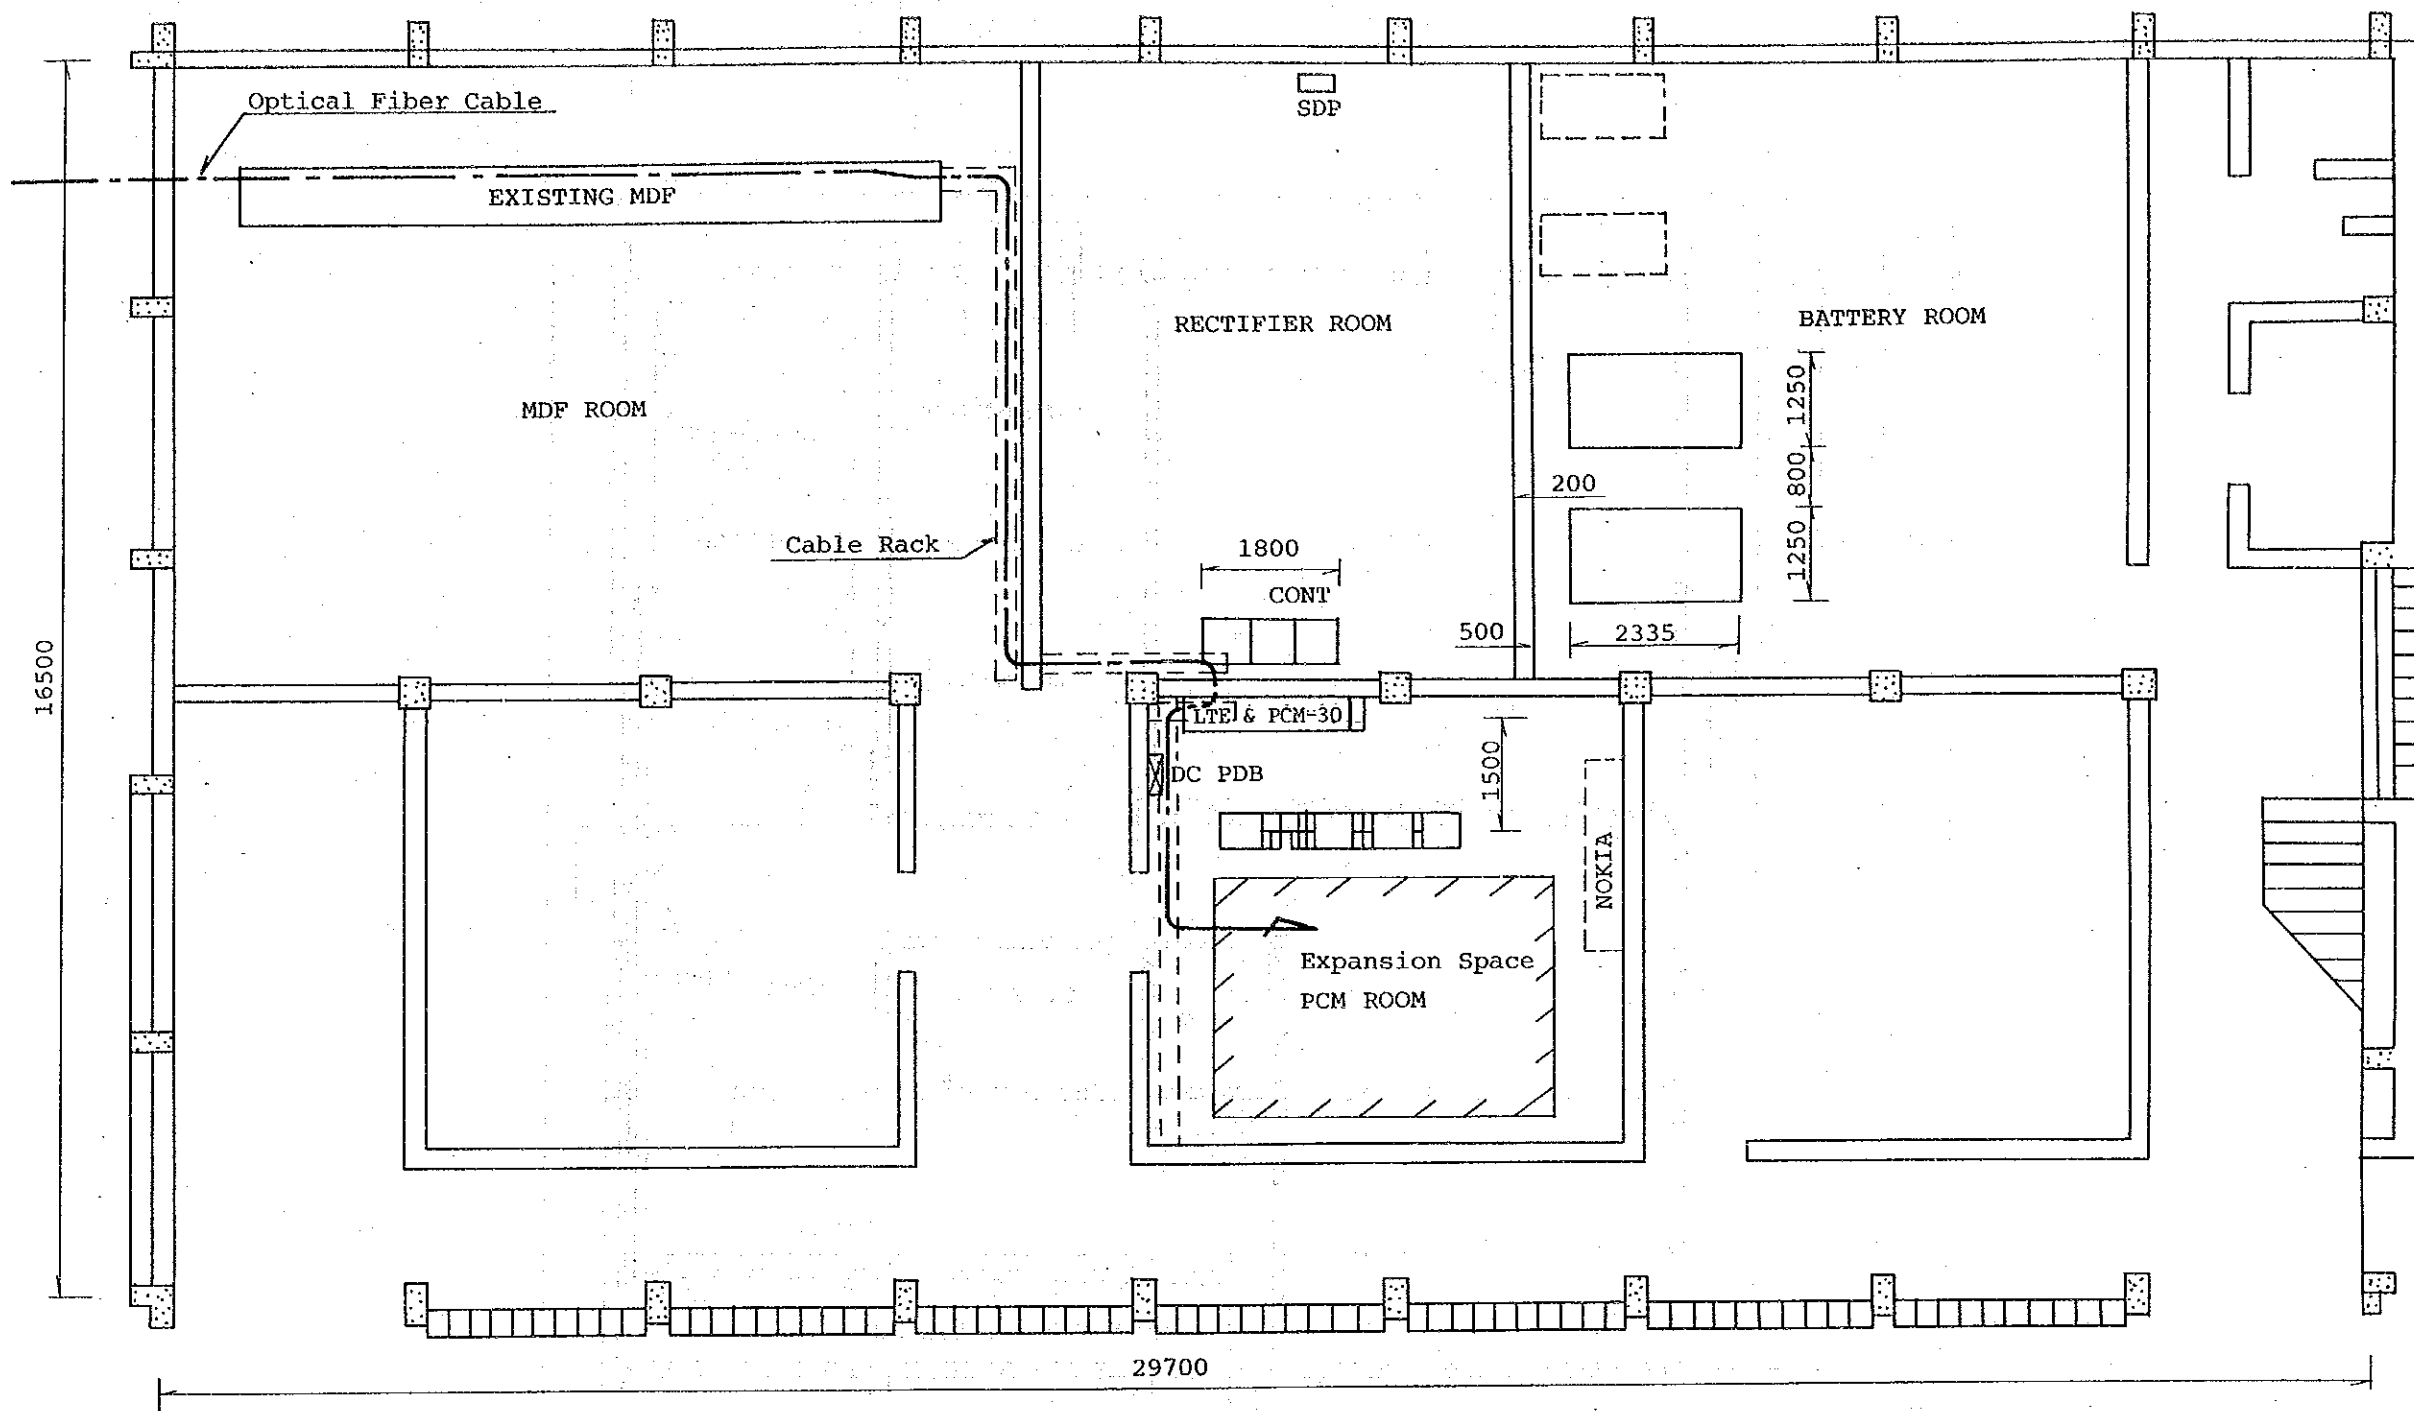 SDP
Optical Fiber Cable
EXISTING MDF
RECTIFIER ROOM
BATTERY ROOM
MDF ROOM
1250
800
1250
200
Cable Rack
1800
CONT
500
2335
16500
LTE & PCM-30
DC PDB
1500
NOKIA
Expansion Space
PCM ROOM
29700